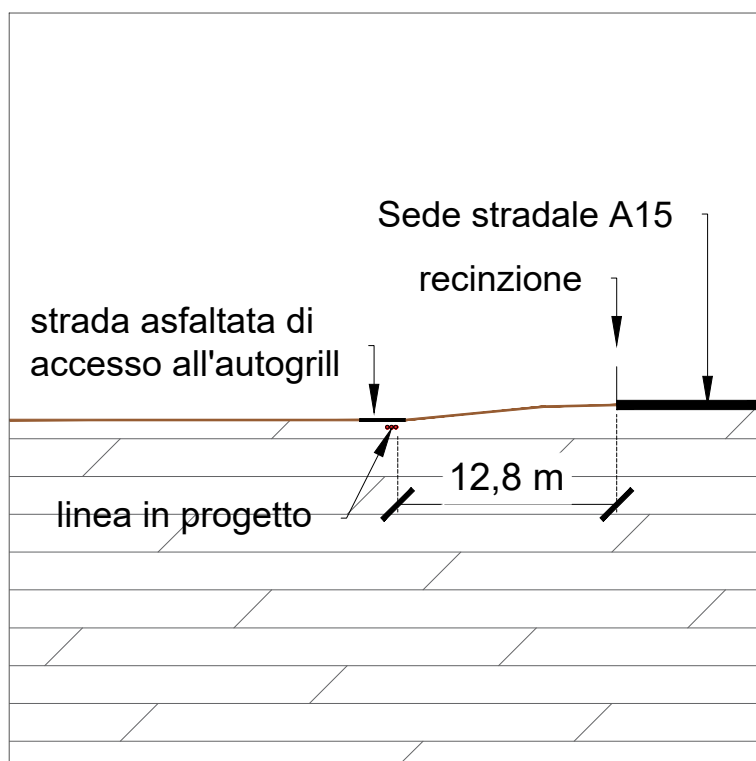 Sede stradale A15
recinzione
strada asfaltata di
accesso all'autogrill
12,8 m
linea in progetto